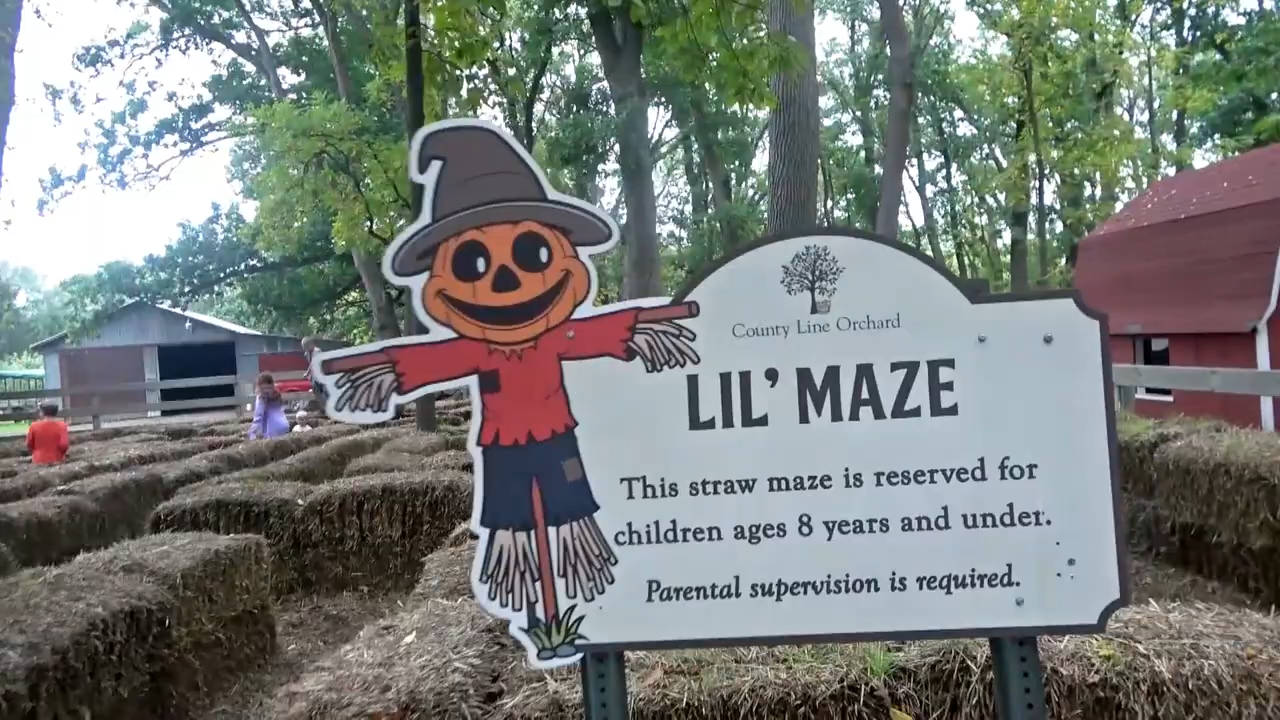 County Line Orchard
LIL' MAZE
This straw maze is reserved for
children ages 8 years and under.
Parental supervision is required.